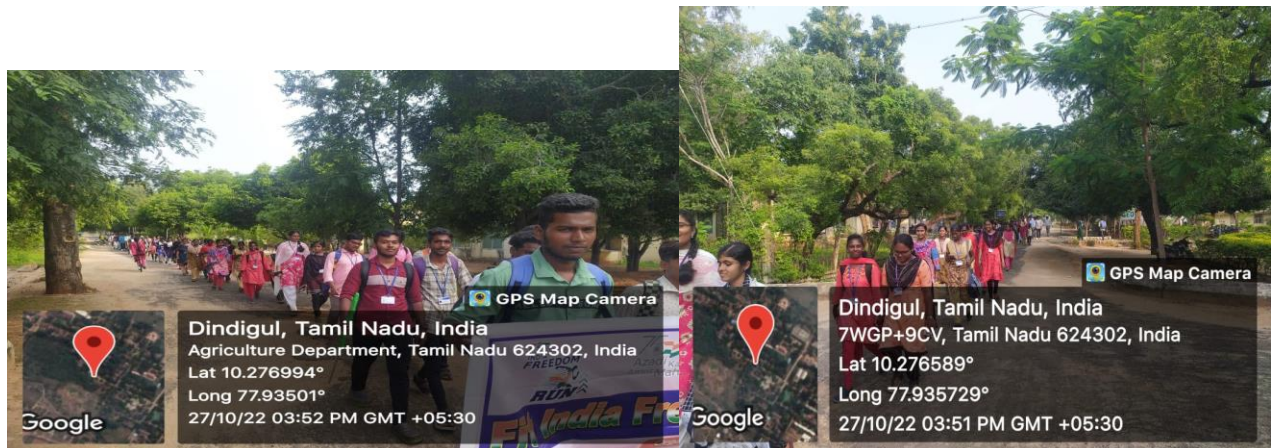 GPS Map Camera
Dindigul, Tamil Nadu, India
Agriculture Department, Tamil Nadu 624302, India
Lat 10.276994°
Long 77.93501°
27/10/22 03:52 PM GMT +05:30
Google
FREEDOM
RUN
Fit India Fre
GPS Map Camera
Dindigul, Tamil Nadu, India
7WGP+9CV, Tamil Nadu 624302, India
Lat 10.276589°
Long 77.935729°
27/10/22 03:51 PM GMT +05:30
Google